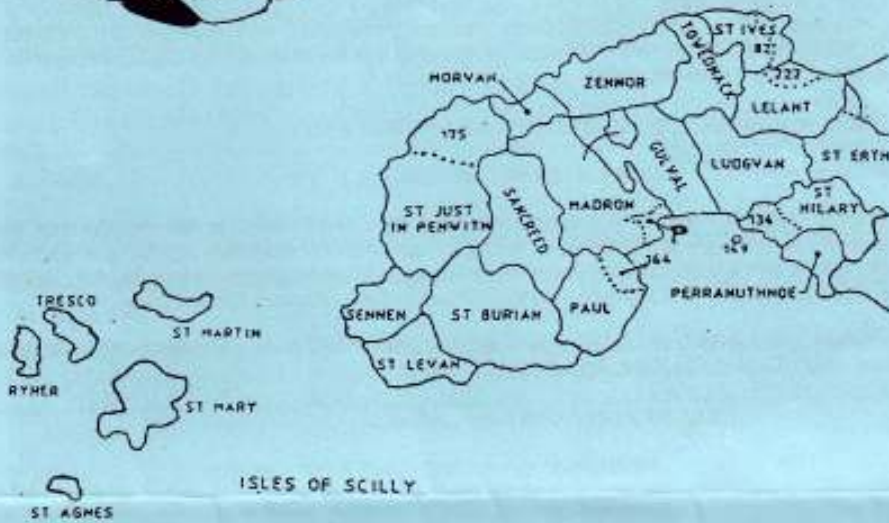 ST IVES
82
TOWEDNACK
222
MORVAH
ZENNOR
LELANT
175
GULVAL
LUDGVAN
ST ERTH
SANCREED
MADRON
ST
HILARY
ST JUST
IN PENWITH
134
P
149
164
PERRANUTHNOE
TRESCO
ST MARTIN
SENNEN
ST BURIAN
PAUL
ST LEVAN
RYHER
ST MARY
ISLES OF SCILLY
ST AGNES